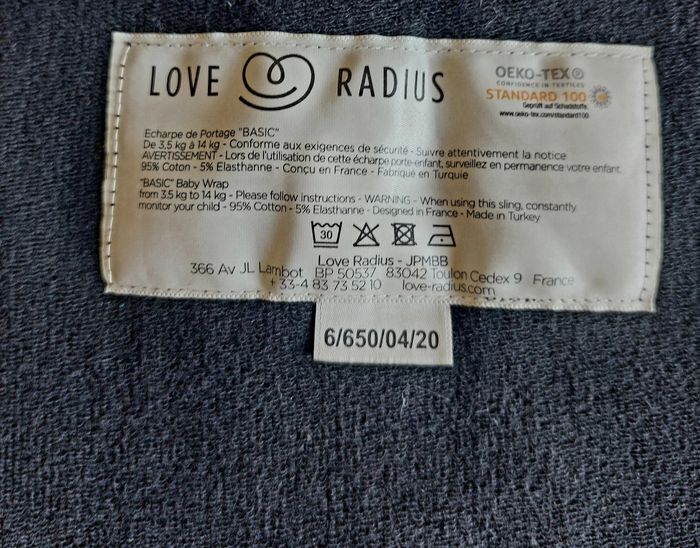 LOVE RADIUS
OEKO-TEX®
CONFIDENCE IN TEXTILES
STANDARD 100
Geprüft auf Schadstoffe.
www.oeko-tex.com/standard100
Echarpe de Portage "BASIC"
De 3,5 kg à 14 kg - Conforme aux exigences de sécurité - Suivre attentivement la notice
AVERTISSEMENT - Lors de l'utilisation de cette écharpe porte-enfant, surveillez en permanence votre enfant.
95% Coton - 5% Elasthanne - Conçu en France - Fabriqué en Turquie
"BASIC" Baby Wrap
from 3.5 kg to 14 kg - Please follow instructions - WARNING - When using this sling, constantly
monitor your child - 95% Cotton - 5% Elasthanne - Designed in France - Made in Turkey
30
Love Radius - JPMBB
366 Av JL Lambot BP 50537 83042 Toulon Cedex 9 France
+33-4 83 73 52 10 love-radius.com
6/650/04/20